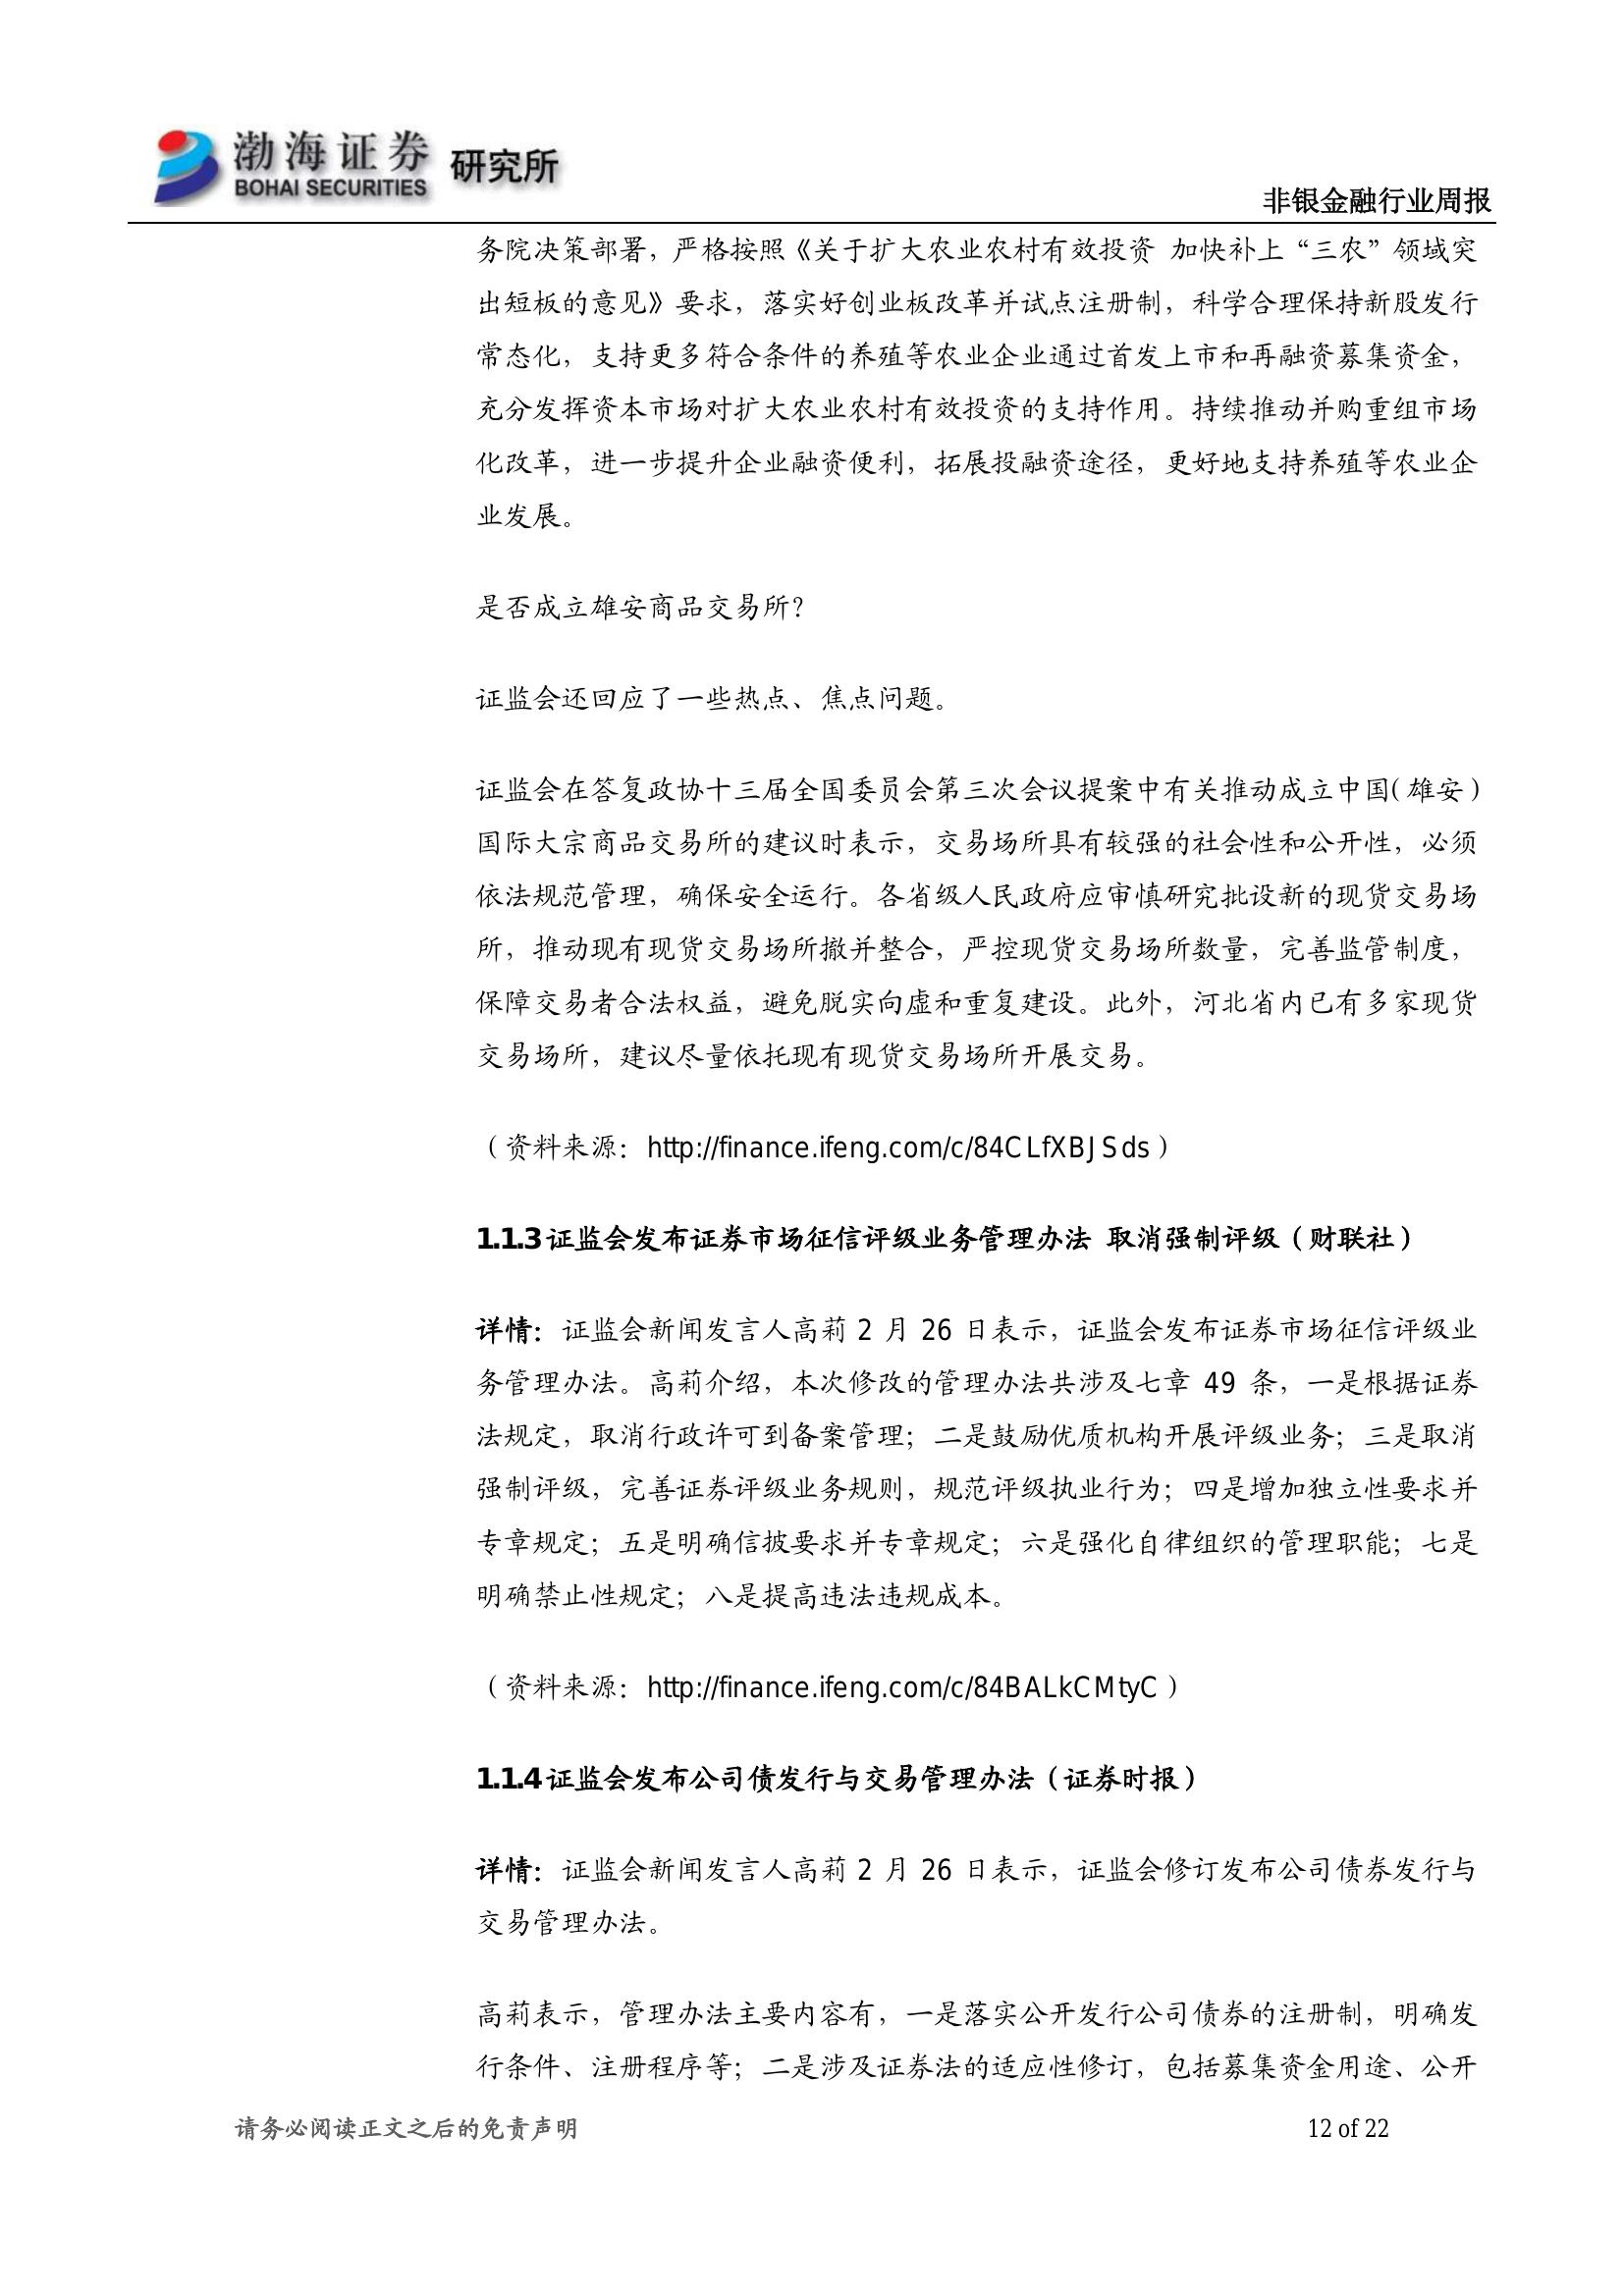 渤海证券 研究所
BOHAI SECURITIES
非银金融行业周报
务院决策部署，严格按照《关于扩大农业农村有效投资 加快补上“三农”领域突
出短板的意见》要求，落实好创业板改革并试点注册制，科学合理保持新股发行
常态化，支持更多符合条件的养殖等农业企业通过首发上市和再融资募集资金，
充分发挥资本市场对扩大农业农村有效投资的支持作用。持续推动并购重组市场
化改革，进一步提升企业融资便利，拓展投融资途径，更好地支持养殖等农业企
业发展。
是否成立雄安商品交易所？
证监会还回应了一些热点、焦点问题。
证监会在答复政协十三届全国委员会第三次会议提案中有关推动成立中国（雄安）
国际大宗商品交易所的建议时表示，交易场所具有较强的社会性和公开性，必须
依法规范管理，确保安全运行。各省级人民政府应审慎研究批设新的现货交易场
所，推动现有现货交易场所撤并整合，严控现货交易场所数量，完善监管制度，
保障交易者合法权益，避免脱实向虚和重复建设。此外，河北省内已有多家现货
交易场所，建议尽量依托现有现货交易场所开展交易。
（资料来源：http://finance.ifeng.com/c/84CLfXBJSds）
1.1.3 证监会发布证券市场征信评级业务管理办法 取消强制评级（财联社）
详情：证监会新闻发言人高莉 2 月 26 日表示，证监会发布证券市场征信评级业
务管理办法。高莉介绍，本次修改的管理办法共涉及七章 49 条，一是根据证券
法规定，取消行政许可到备案管理；二是鼓励优质机构开展评级业务；三是取消
强制评级，完善证券评级业务规则，规范评级执业行为；四是增加独立性要求并
专章规定；五是明确信披要求并专章规定；六是强化自律组织的管理职能；七是
明确禁止性规定；八是提高违法违规成本。
（资料来源：http://finance.ifeng.com/c/84BALkCMtyC）
1.1.4 证监会发布公司债发行与交易管理办法（证券时报）
详情：证监会新闻发言人高莉 2 月 26 日表示，证监会修订发布公司债券发行与
交易管理办法。
高莉表示，管理办法主要内容有，一是落实公开发行公司债券的注册制，明确发
行条件、注册程序等；二是涉及证券法的适应性修订，包括募集资金用途、公开
请务必阅读正文之后的免责声明
12 of 22